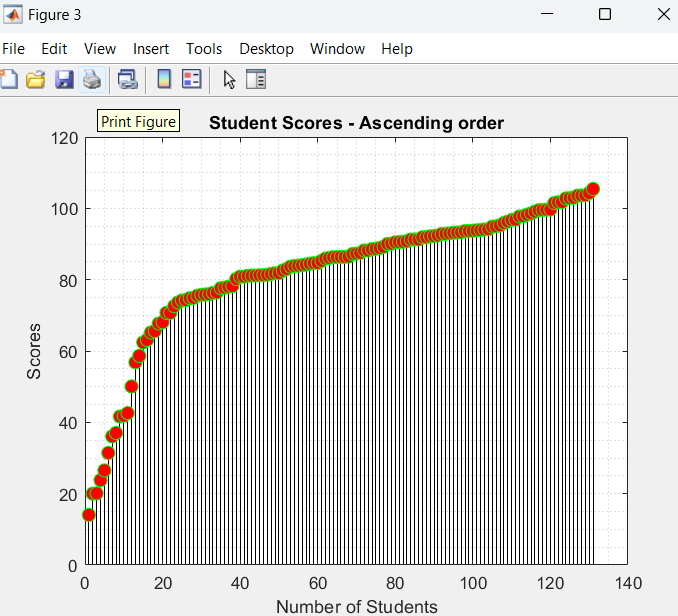 Figure 3
File Edit View Insert Tools Desktop Window Help
Print Figure
Student Scores - Ascending order
120
100
80
60
40
20
0
Scores
0 20 40 60 80 100 120 140
Number of Students